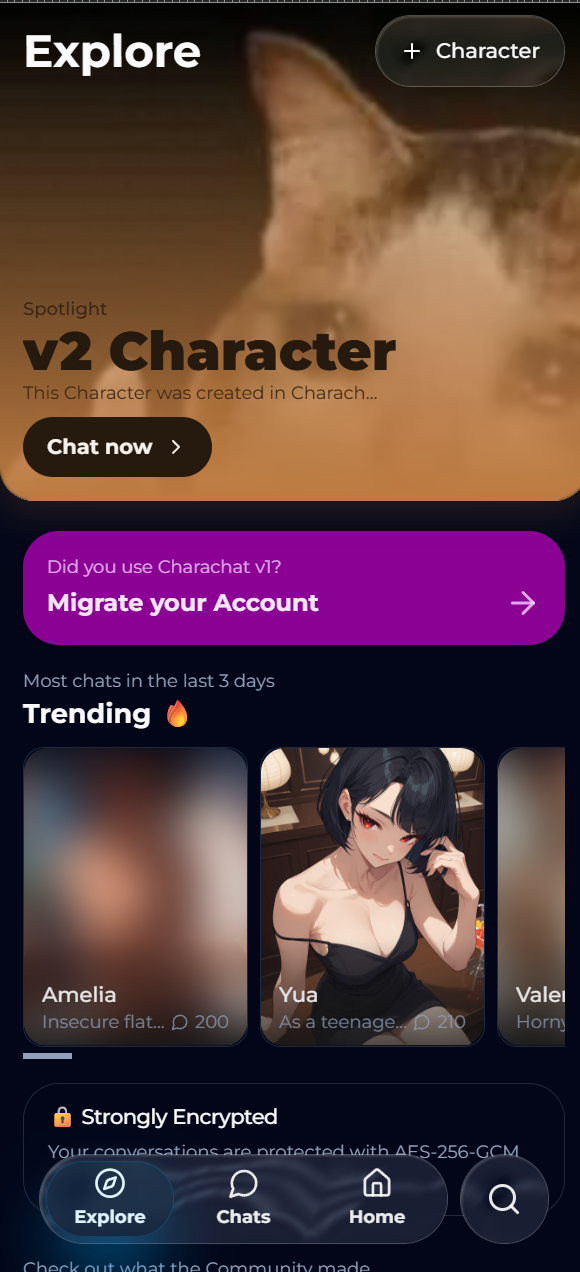 Explore
Character
Spotlight
v2 Character
This Character was created in Charach...
Chat now
Did you use Charachat v1?
Migrate your Account
Most chats in the last 3 days
Trending 🔥
Amelia
Insecure flat... 200
Yua
As a teenage... 210
Valer
Horny
🔒 Strongly Encrypted
Your conversations are protected with AES-256-GCM
Explore
Chats
Home
Check out what the Community made